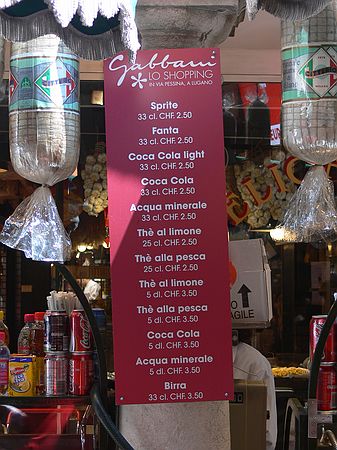 Gabbani
* LO SHOPPING
IN VIA PESSINA, A LUGANO
Sprite
33 cl. CHF. 2.50
Fanta
33 cl. CHF. 2.50
Coca Cola light
33 cl. CHF. 2.50
Coca Cola
33 cl. CHF. 2.50
Acqua minerale
33 cl. CHF. 2.50
Thè al limone
25 cl. CHF. 2.50
Thè alla pesca
25 cl. CHF. 2.50
Thè al limone
5 dl. CHF. 3.50
Thè alla pesca
5 dl. CHF. 3.50
Coca Cola
5 dl. CHF. 3.50
Acqua minerale
5 dl. CHF. 3.50
Birra
33 cl. CHF. 3.50
DELIC
FRAGILE